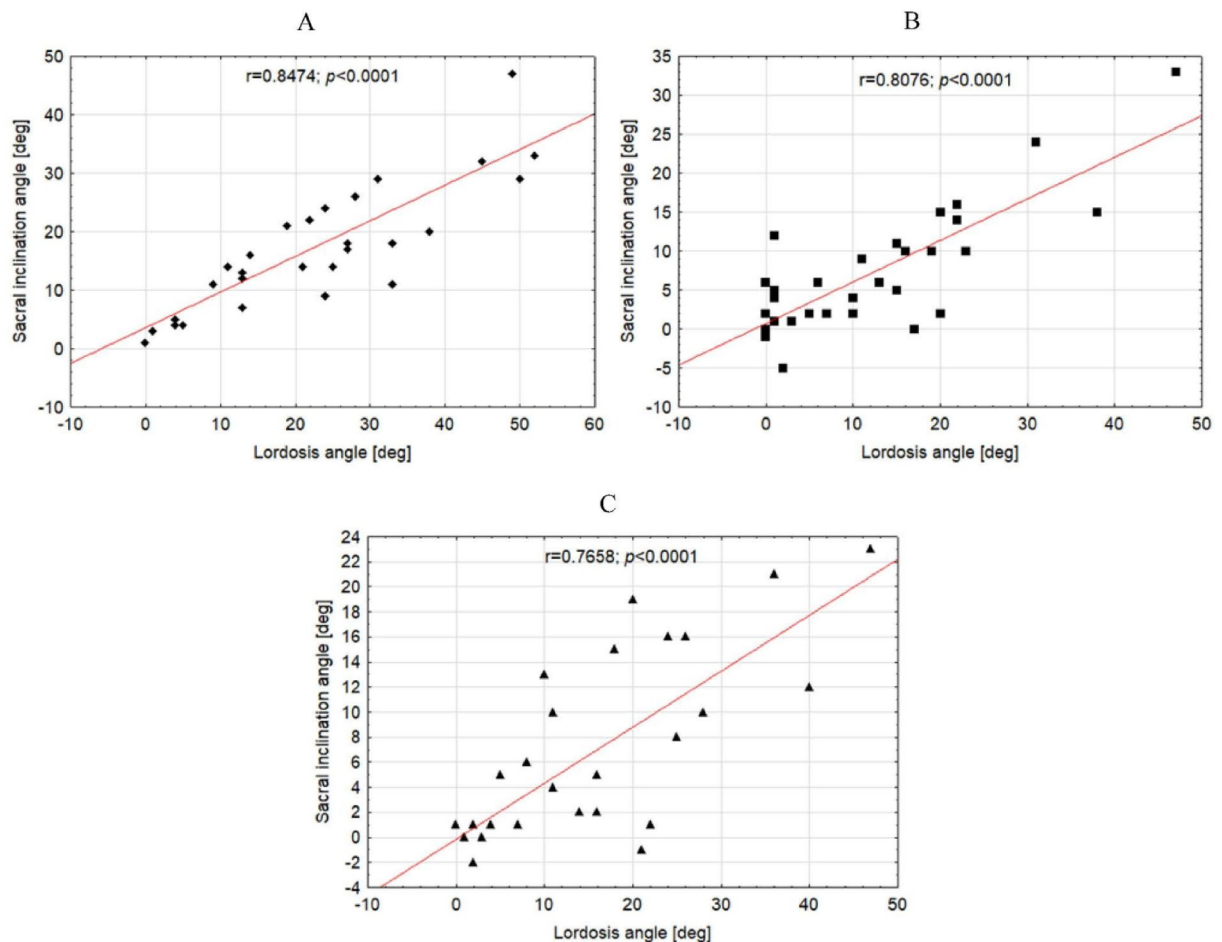 A
r=0.8474; p<0.0001
Sacral inclination angle [deg]
50
40
30
20
10
0
-10
-10 0 10 20 30 40 50 60
Lordosis angle [deg]
B
r=0.8076; p<0.0001
Sacral inclination angle [deg]
35
30
25
20
15
10
5
0
-5
-10
-10 0 10 20 30 40 50
Lordosis angle [deg]
C
r=0.7658; p<0.0001
Sacral inclination angle [deg]
24
22
20
18
16
14
12
10
8
6
4
2
0
-2
-4
-10 0 10 20 30 40 50
Lordosis angle [deg]